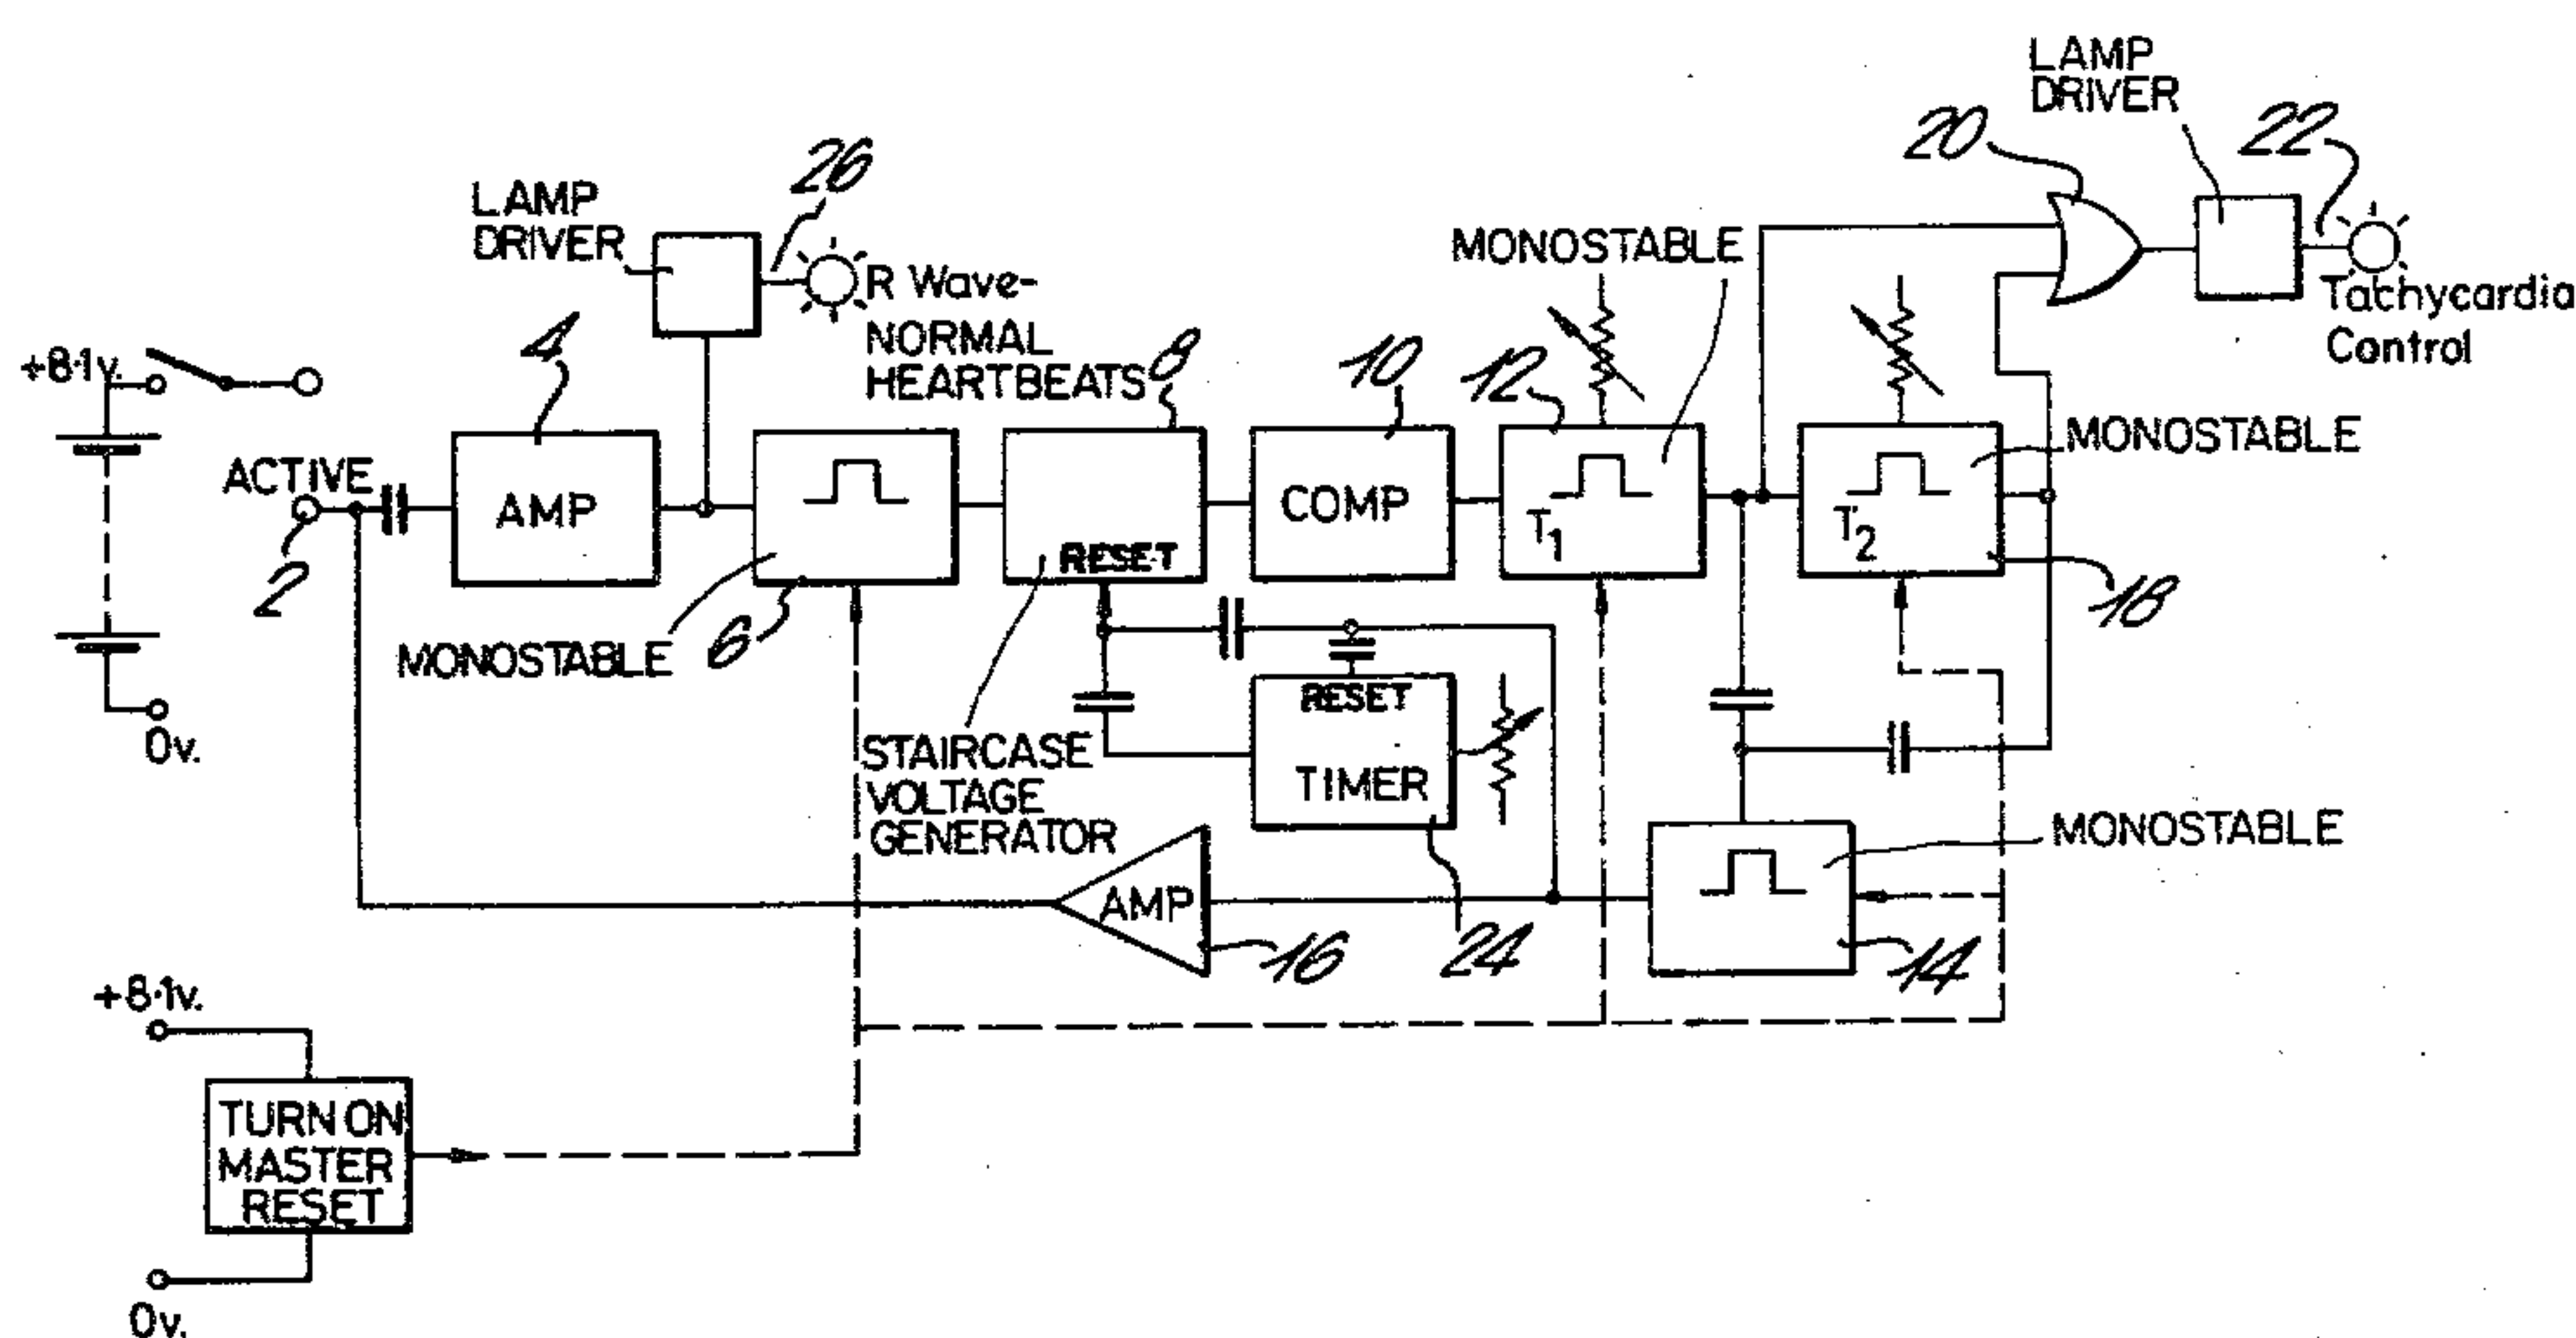 LAMP
DRIVER
20
22
26
LAMP
DRIVER
MONOSTABLE
R Wave-
NORMAL
HEARTBEATS
Tachycardia
Control
4
8
10
12
+8·1v.
ACTIVE
2
AMP
RESET
COMP
T1
T2
MONOSTABLE
18
MONOSTABLE
6
0v.
STAIRCASE
VOLTAGE
GENERATOR
RESET
TIMER
MONOSTABLE
AMP
16
24
14
+8·1v.
TURN ON
MASTER
RESET
0v.